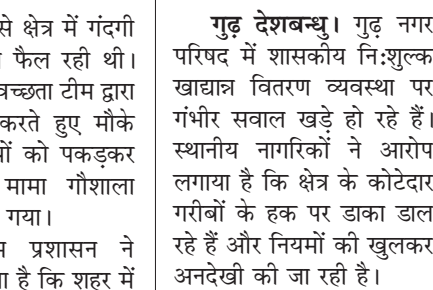 से क्षेत्र में गंदगी
फैल रही थी।
स्वच्छता टीम द्वारा
करते हुए मौके
को पकड़कर
मामा गौशाला
गया।
प्रशासन ने
है कि शहर में
गुढ़ देशबन्धु। गुढ़ नगर
परिषद में शासकीय नि:शुल्क
खाद्यान्न वितरण व्यवस्था पर
गंभीर सवाल खड़े हो रहे हैं।
स्थानीय नागरिकों ने आरोप
लगाया है कि क्षेत्र के कोटेदार
गरीबों के हक पर डाका डाल
रहे हैं और नियमों की खुलकर
अनदेखी की जा रही है।